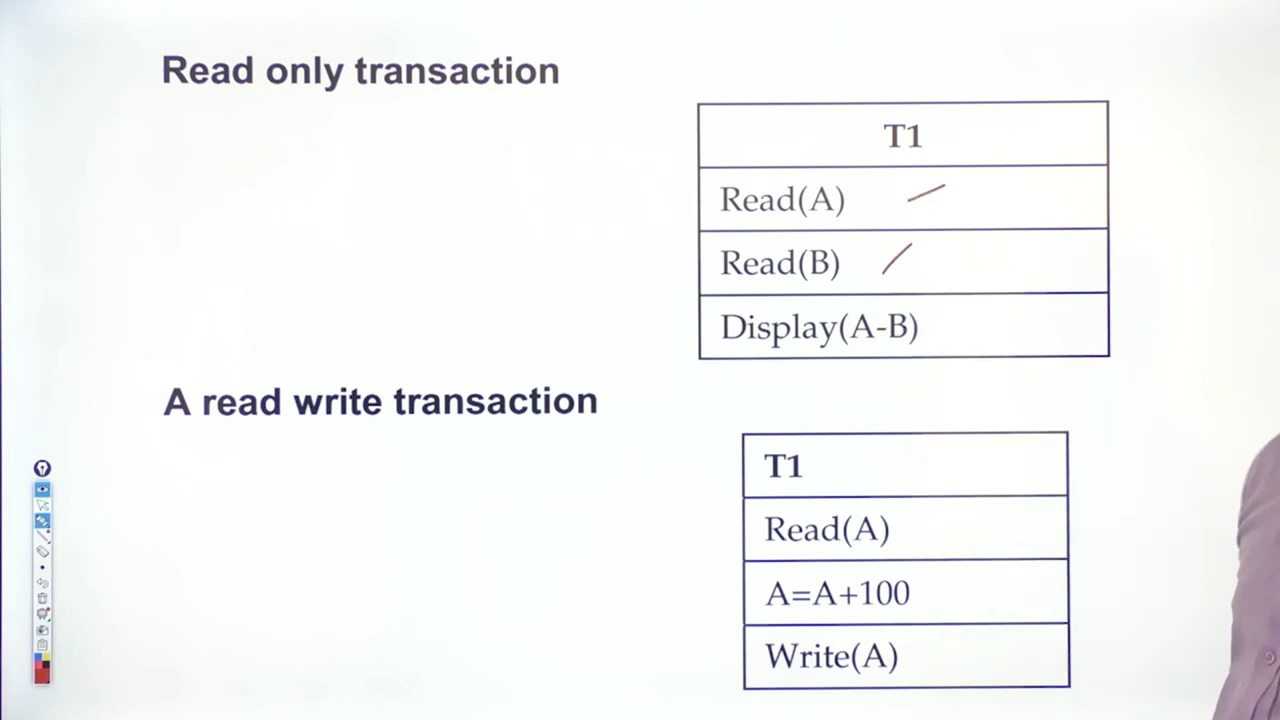 Read only transaction
T1
Read(A)
Read(B)
Display(A-B)
A read write transaction
T1
Read(A)
A=A+100
Write(A)